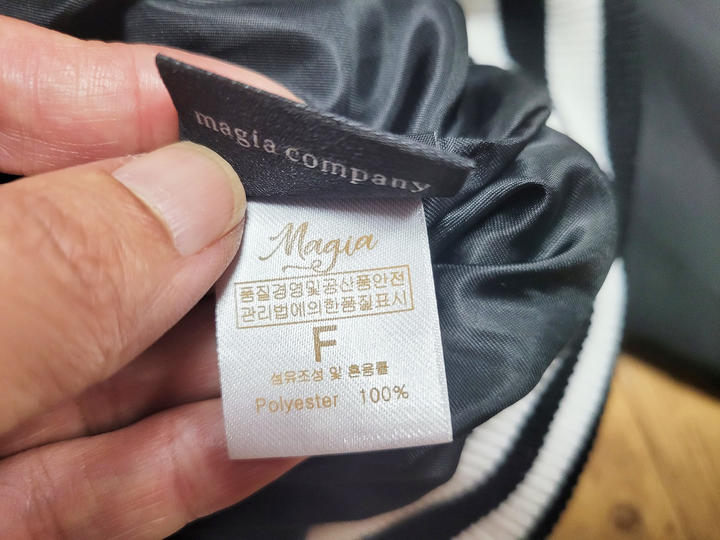 magia company
Magia
품질경영및공산품안전
관리법에의한품질표시
F
섬유조성 및 혼용률
Polyester 100%